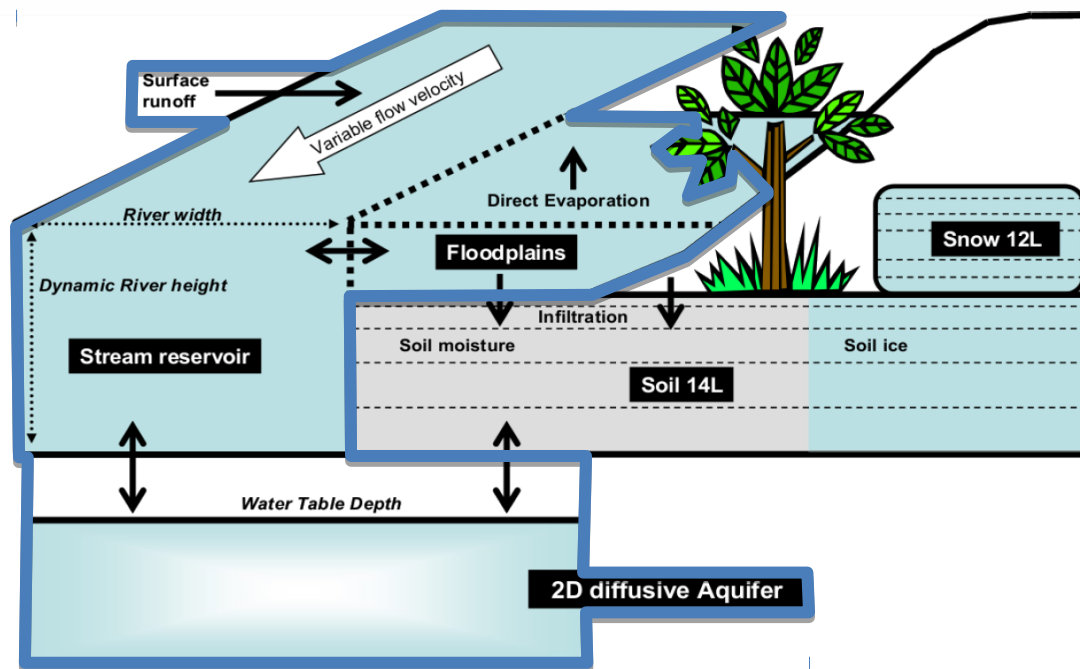 Surface
runoff
Variable flow velocity
River width
Direct Evaporation
Dynamic River height
Floodplains
Snow 12L
Infiltration
Soil moisture
Soil ice
Stream reservoir
Soil 14L
Water Table Depth
2D diffusive Aquifer